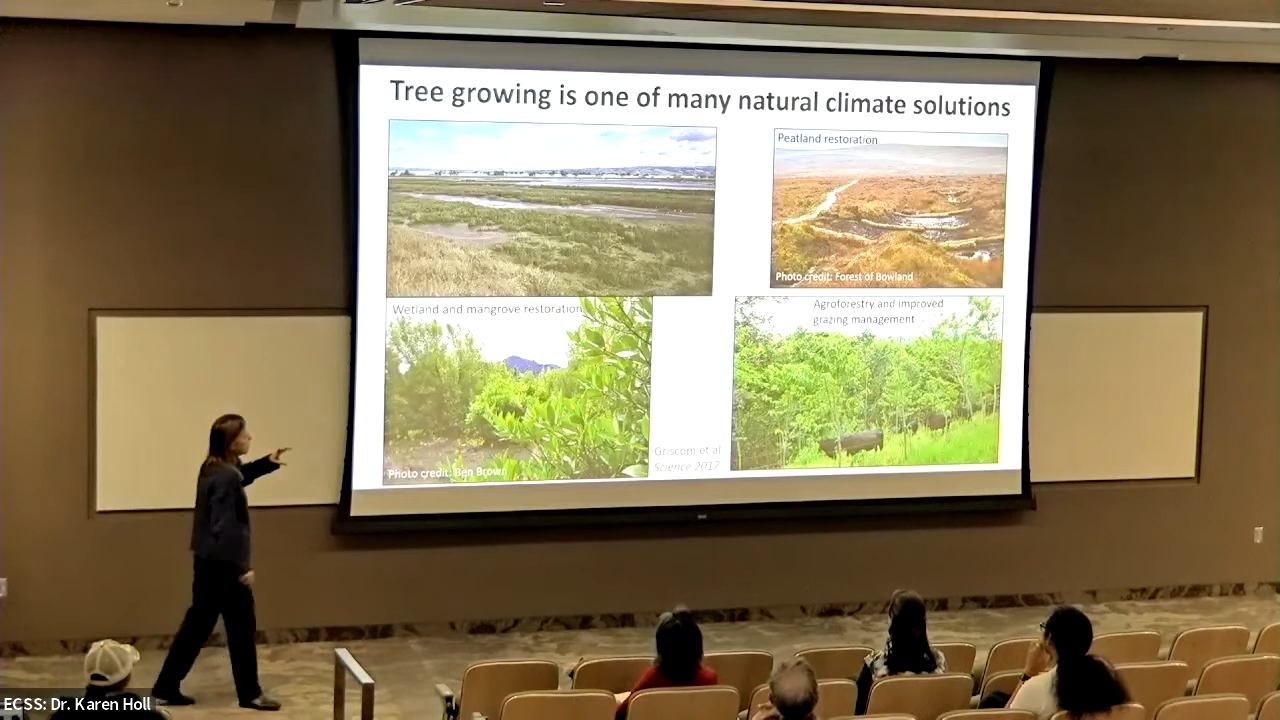 Tree growing is one of many natural climate solutions
Peatland restoration
Photo credit: Forest of Bowland
Wetland and mangrove restoration
Agroforestry and improved
grazing management
Griscom et al
Science 2017
Photo credit: Ben Brown
ECSS: Dr. Karen Holl